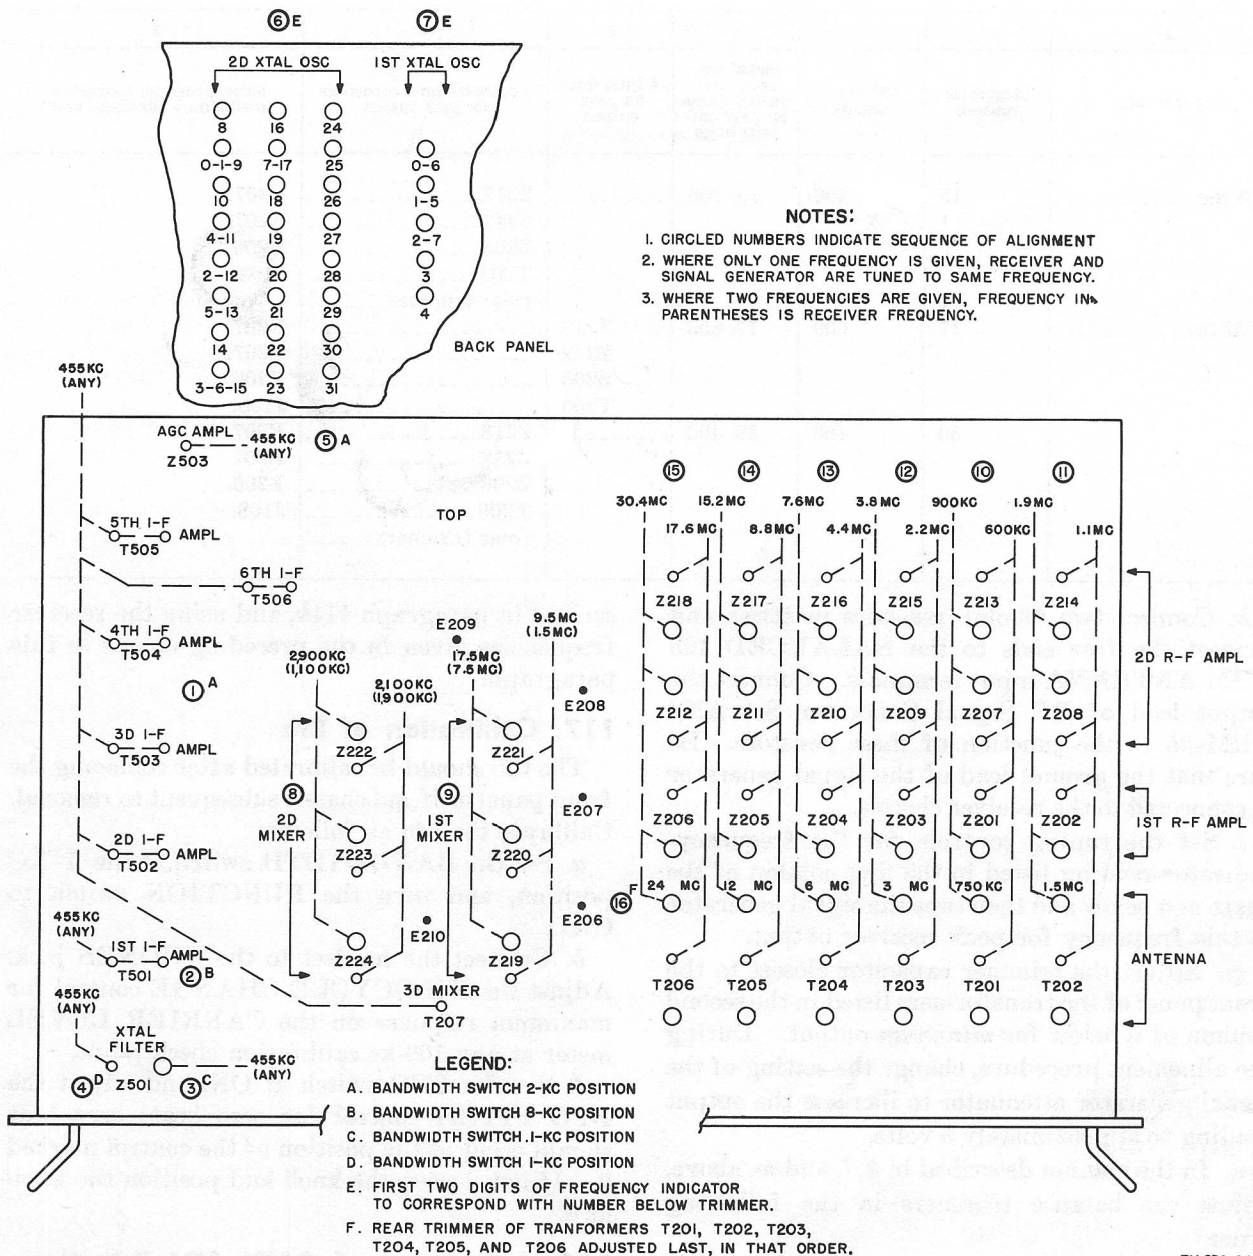 6 E
7 E
2D XTAL OSC
1ST XTAL OSC
8 16 24
0-1-9 7-17 25 0-6
10 18 26 1-5
4-11 19 27 2-7
2-12 20 28 3
5-13 21 29 4
14 22 30
3-6-15 23 31
BACK PANEL
NOTES:
1. CIRCLED NUMBERS INDICATE SEQUENCE OF ALIGNMENT
2. WHERE ONLY ONE FREQUENCY IS GIVEN, RECEIVER AND
SIGNAL GENERATOR ARE TUNED TO SAME FREQUENCY.
3. WHERE TWO FREQUENCIES ARE GIVEN, FREQUENCY IN
PARENTHESES IS RECEIVER FREQUENCY.
455KC
(ANY)
AGC AMPL
Z503
455KC
(ANY)
5 A
TOP
5TH I-F AMPL
T505
6TH I-F
T506
4TH I-F AMPL
T504
1 A
3D I-F AMPL
T503
2D I-F AMPL
T502
455KC
(ANY)
1ST I-F AMPL
T501
2 B
455KC
(ANY)
XTAL
FILTER
4 D Z501 3 C
455KC
(ANY)
2,900KC
(1,100KC)
2,100KC
(1,900KC)
E209
17.5MC
(7.5MC)
9.5MC
(1.5MC)
E208
Z222
Z221
8
2D
MIXER
9
1ST
MIXER
E207
Z223
Z220
E210
E206
Z224
Z219
3D MIXER
T207
15 14 13 12 10 11
30.4MC 15.2MC 7.6MC 3.8MC 900KC 1.9MC
17.6MC 8.8MC 4.4MC 2.2MC 600KC 1.1MC
Z218 Z217 Z216 Z215 Z213 Z214
2D R-F AMPL
Z212 Z211 Z210 Z209 Z207 Z208
Z206 Z205 Z204 Z203 Z201 Z202
1ST R-F AMPL
F
16
24 MC 12 MC 6 MC 3 MC 750KC 1.5MC
ANTENNA
T206 T205 T204 T203 T201 T202
LEGEND:
A. BANDWIDTH SWITCH 2-KC POSITION
B. BANDWIDTH SWITCH 8-KC POSITION
C. BANDWIDTH SWITCH .1-KC POSITION
D. BANDWIDTH SWITCH 1-KC POSITION
E. FIRST TWO DIGITS OF FREQUENCY INDICATOR
TO CORRESPOND WITH NUMBER BELOW TRIMMER.
F. REAR TRIMMER OF TRANFORMERS T201, T202, T203,
T204, T205, AND T206 ADJUSTED LAST, IN THAT ORDER.